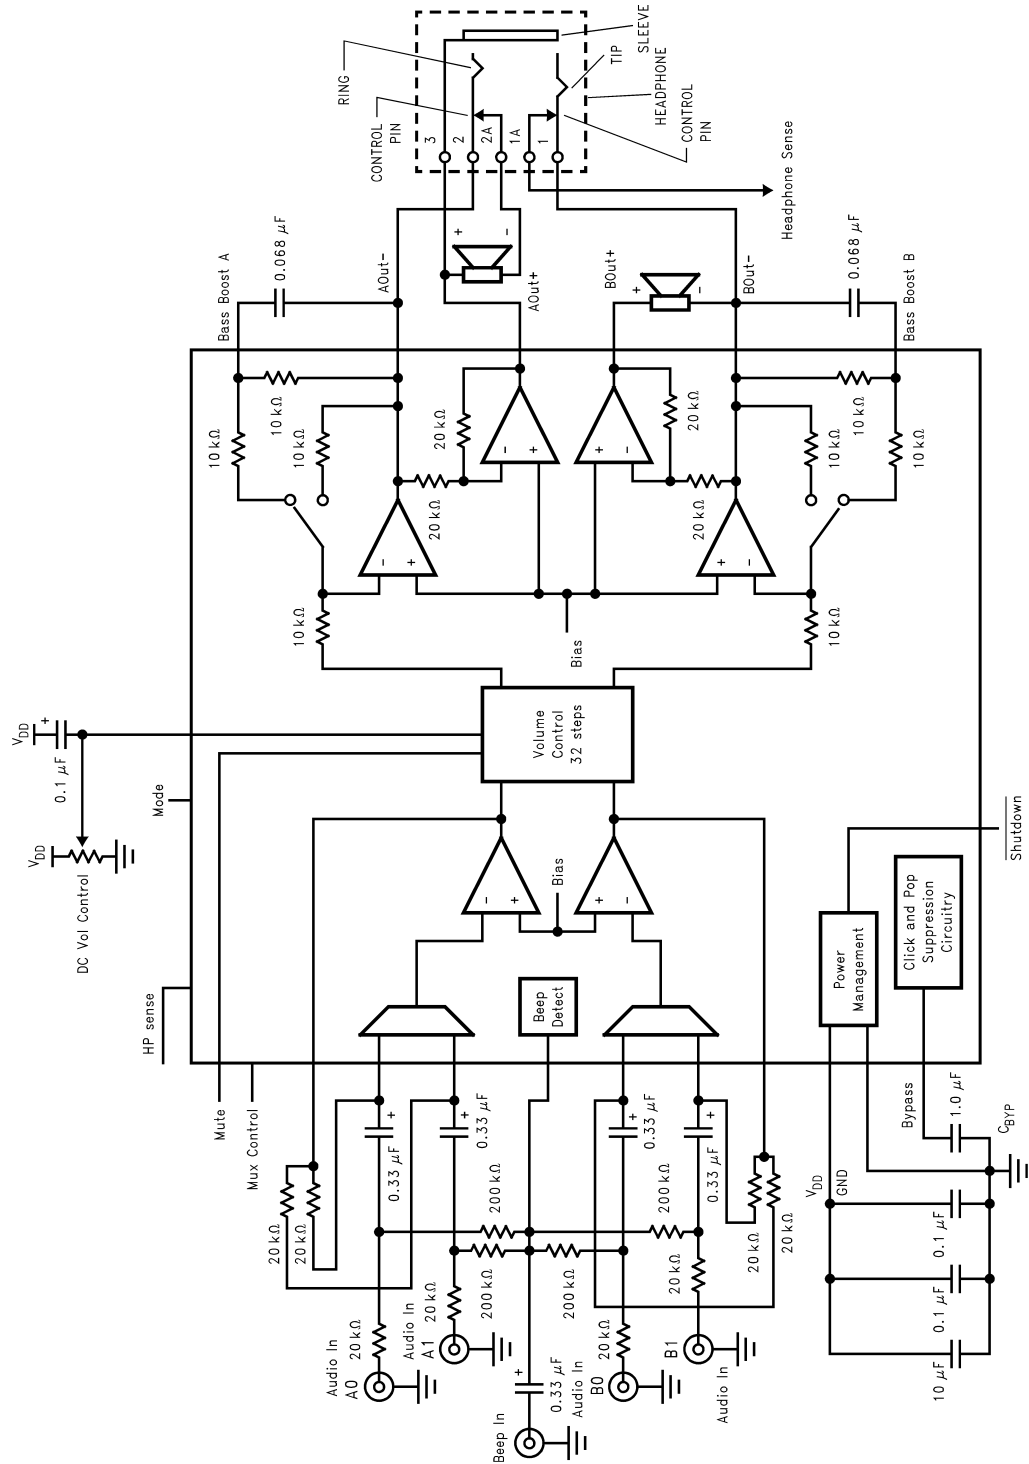 SLEEVE
TIP
HEADPHONE
CONTROL
PIN
RING
CONTROL
PIN
3
2
2A
1A
1
Headphone Sense
Bass Boost A
0.068 µF
AOut-
+
-
AOut+
BOut+
+
-
BOut-
0.068 µF
Bass Boost B
10 kΩ
10 kΩ
10 kΩ
20 kΩ
20 kΩ
-
+
+
-
20 kΩ
20 kΩ
10 kΩ
10 kΩ
10 kΩ
-
+
+
-
10 kΩ
Bias
10 kΩ
VDD
+
0.1 µF
Mode
VDD
DC Vol Control
HP sense
Volume
Control
32 steps
-
+
Bias
+
-
Beep
Detect
Power
Management
Click and Pop
Suppression
Circuitry
Shutdown
Mute
Mux Control
+
0.33 µF
+
0.33 µF
+
0.33 µF
+
0.33 µF
20 kΩ
20 kΩ
200 kΩ
200 kΩ
200 kΩ
200 kΩ
20 kΩ
20 kΩ
20 kΩ
20 kΩ
20 kΩ
20 kΩ
Audio In
A0
Audio In
A1
Beep In
+
0.33 µF
Audio In
B0
B1
Audio In
VDD
GND
Bypass
1.0 µF
CBYP
0.1 µF
0.1 µF
10 µF